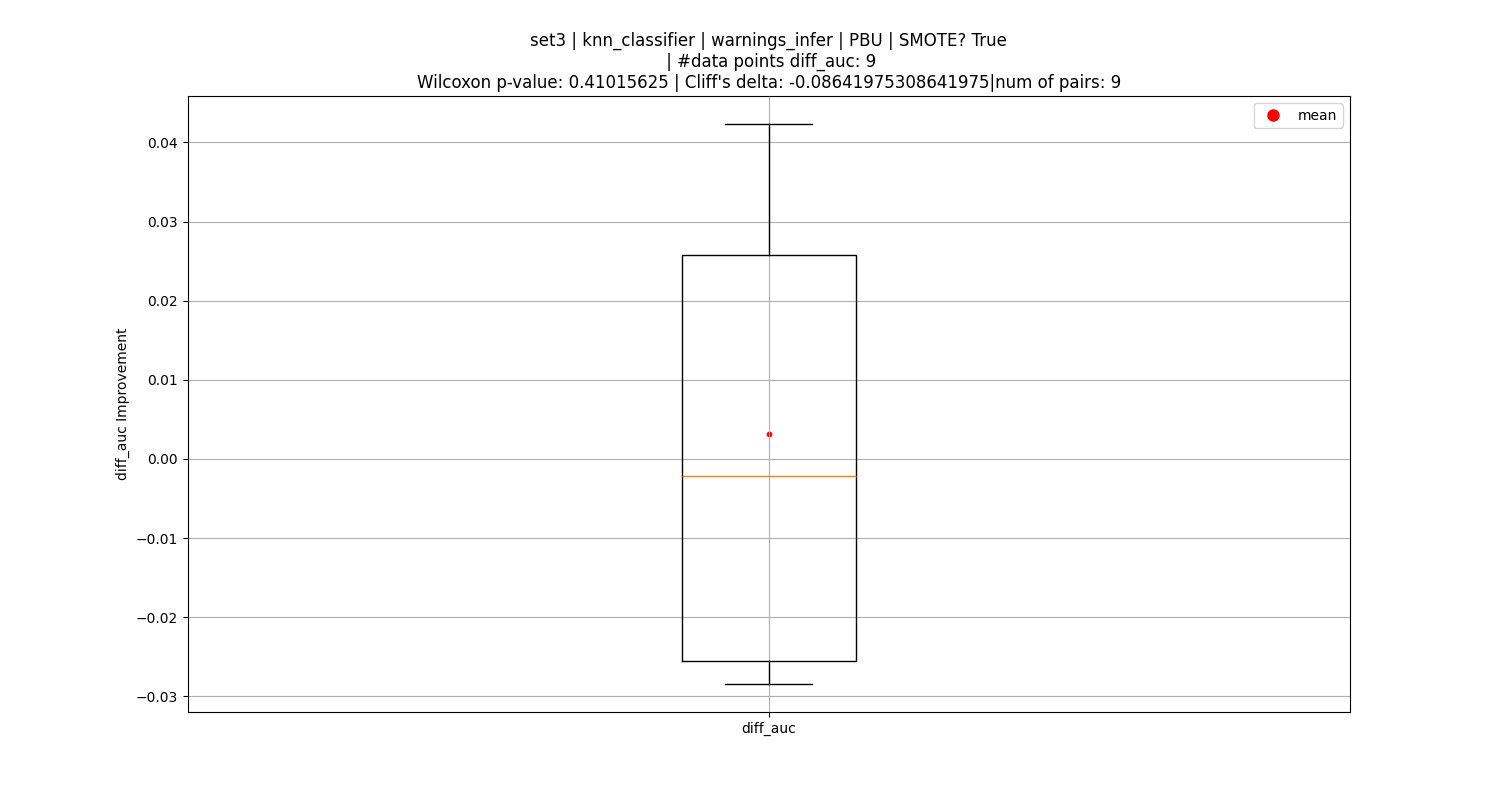 set3 | knn_classifier | warnings_infer | PBU | SMOTE? True
| #data points diff_auc: 9
Wilcoxon p-value: 0.41015625 | Cliff's delta: -0.08641975308641975|num of pairs: 9
mean
0.04
0.03
0.02
0.01
0.00
−0.01
−0.02
−0.03
diff_auc Improvement
diff_auc